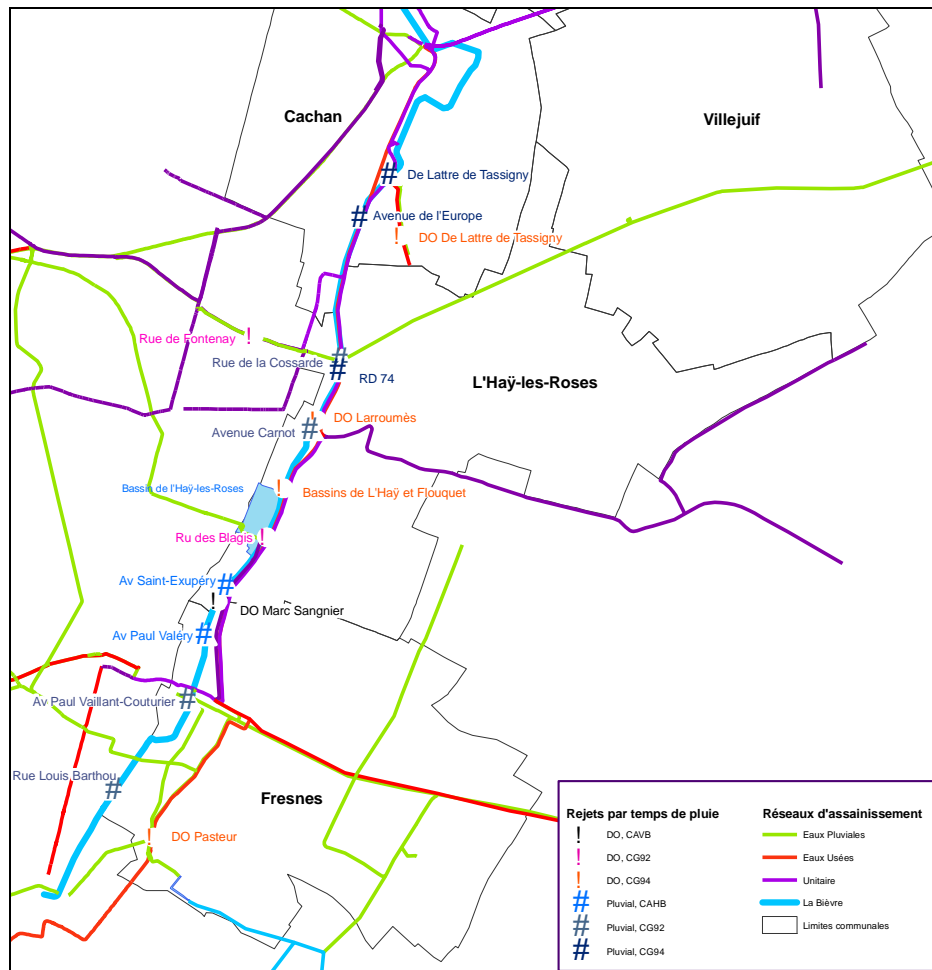 Cachan
Villejuif
De Lattre de Tassigny
Avenue de l'Europe
DO De Lattre de Tassigny
Rue de Fontenay
Rue de la Cossarde
RD 74
L'Haÿ-les-Roses
DO Larroumès
Avenue Carnot
Bassin de l'Haÿ-les-Roses
Bassins de L'Haÿ et Flouquet
Ru des Blagis
Av Saint-Exupéry
DO Marc Sangnier
Av Paul Valéry
Av Paul Vaillant-Couturier
Rue Louis Barthou
Fresnes
DO Pasteur
Rejets par temps de pluie
! DO, CAVB
! DO, CG92
! DO, CG94
# Pluvial, CAHB
# Pluvial, CG92
# Pluvial, CG94
Réseaux d'assainissement
Eaux Pluviales
Eaux Usées
Unitaire
La Bièvre
Limites communales